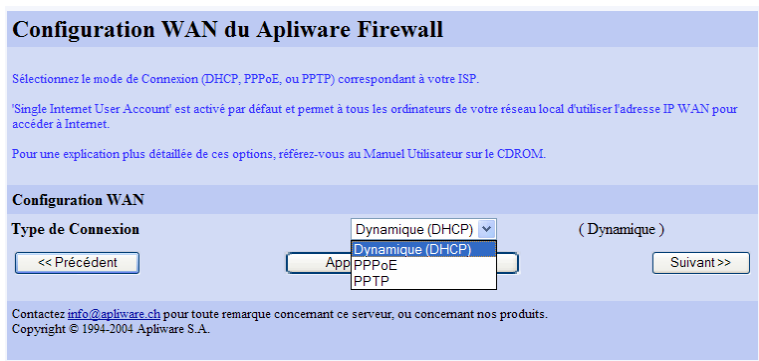 Configuration WAN du Apliware Firewall
Sélectionnez le mode de Connexion (DHCP, PPPoE, ou PPTP) correspondant à votre ISP.
'Single Internet User Account' est activé par défaut et permet à tous les ordinateurs de votre réseau local d'utiliser l'adresse IP WAN pour
accéder à Internet.
Pour une explication plus détaillée de ces options, référez-vous au Manuel Utilisateur sur le CDROM.
Configuration WAN
Type de Connexion Dynamique (DHCP) ( Dynamique )
Dynamique (DHCP)
<< Précédent App PPPoE Suivant >>
PPTP
Contactez info@apliware.ch pour toute remarque concernant ce serveur, ou concernant nos produits.
Copyright © 1994-2004 Apliware S.A.